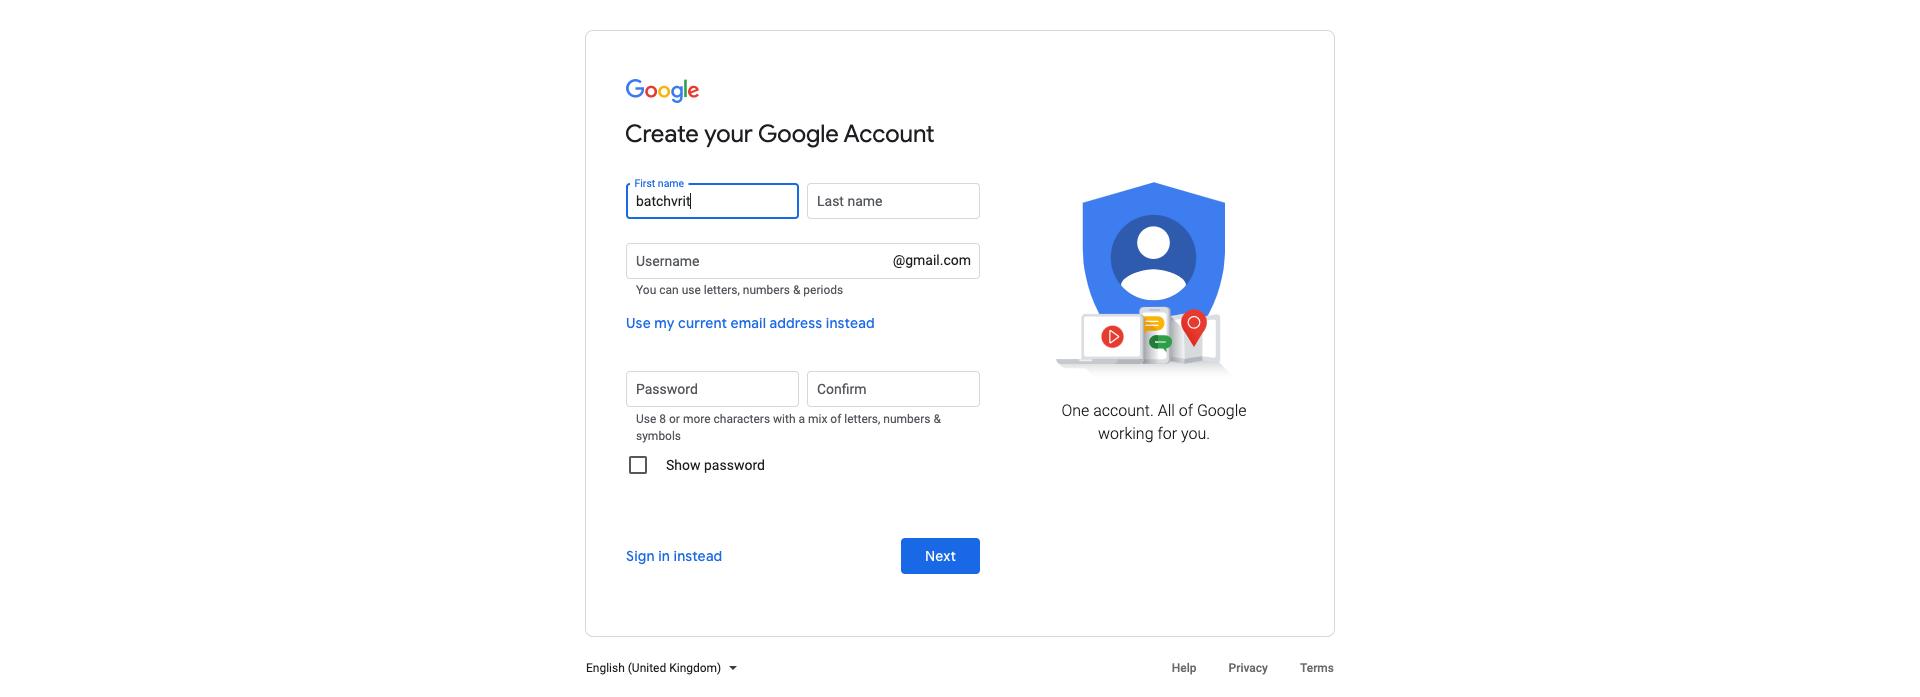 Google
Create your Google Account
First name
batchvrit
Last name
Username
@gmail.com
You can use letters, numbers & periods
Use my current email address instead
Password
Confirm
Use 8 or more characters with a mix of letters, numbers &
symbols
Show password
Sign in instead
Next
One account. All of Google
working for you.
English (United Kingdom)
Help
Privacy
Terms